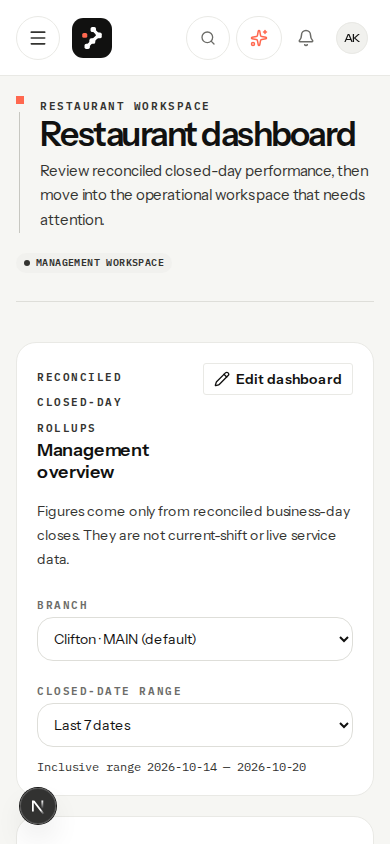 AK
RESTAURANT WORKSPACE
Restaurant dashboard
Review reconciled closed-day performance, then
move into the operational workspace that needs
attention.
MANAGEMENT WORKSPACE
RECONCILED
CLOSED-DAY
ROLLUPS
Edit dashboard
Management
overview
Figures come only from reconciled business-day
closes. They are not current-shift or live service
data.
BRANCH
Clifton · MAIN (default)
CLOSED-DATE RANGE
Last 7 dates
Inclusive range 2026-10-14 — 2026-10-20
N